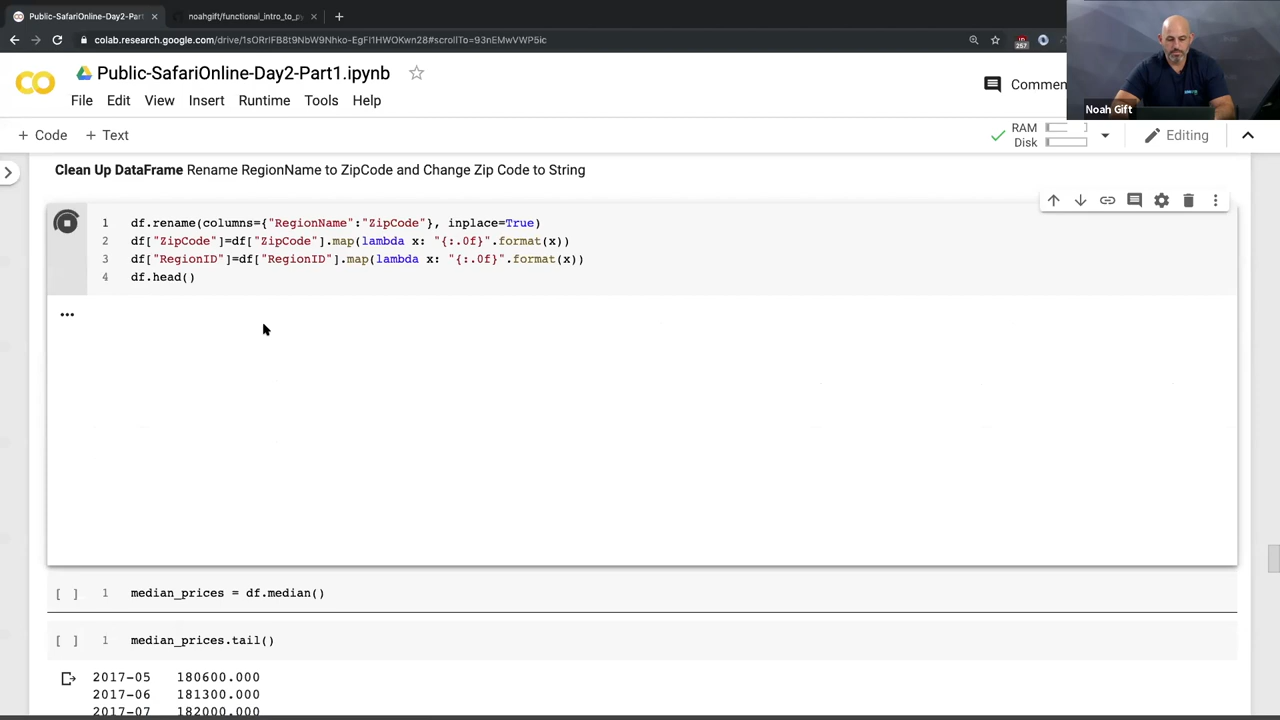 Public-SafariOnline-Day2-Part
noahgift/functional_intro_to_py
colab.research.google.com/drive/1sORrIFB8t9NbW9Nhko-EgFl1HWOKwn28#scrollTo=93nEMwVWP5ic
257
Public-SafariOnline-Day2-Part1.ipynb
File Edit View Insert Runtime Tools Help
Comme
Noah Gift
+ Code + Text
RAM
Disk
Editing
Clean Up DataFrame Rename RegionName to ZipCode and Change Zip Code to String
1 df.rename(columns={"RegionName":"ZipCode"}, inplace=True)
2 df["ZipCode"]=df["ZipCode"].map(lambda x: "{:.0f}".format(x))
3 df["RegionID"]=df["RegionID"].map(lambda x: "{:.0f}".format(x))
4 df.head()
[ ] 1 median_prices = df.median()
[ ] 1 median_prices.tail()
2017-05 180600.000
2017-06 181300.000
2017-07 182000.000